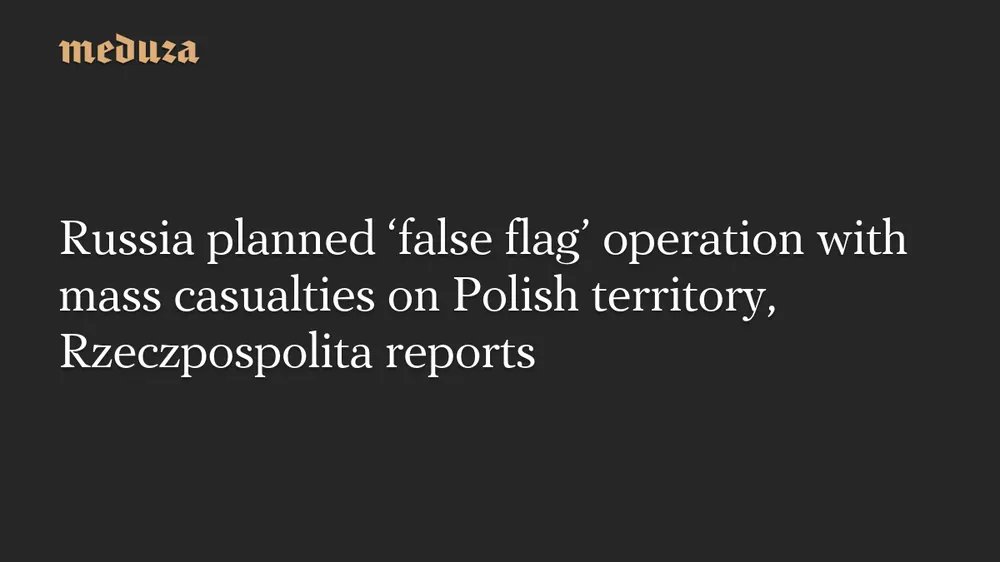 meduza
Russia planned ‘false flag’ operation with
mass casualties on Polish territory,
Rzeczpospolita reports